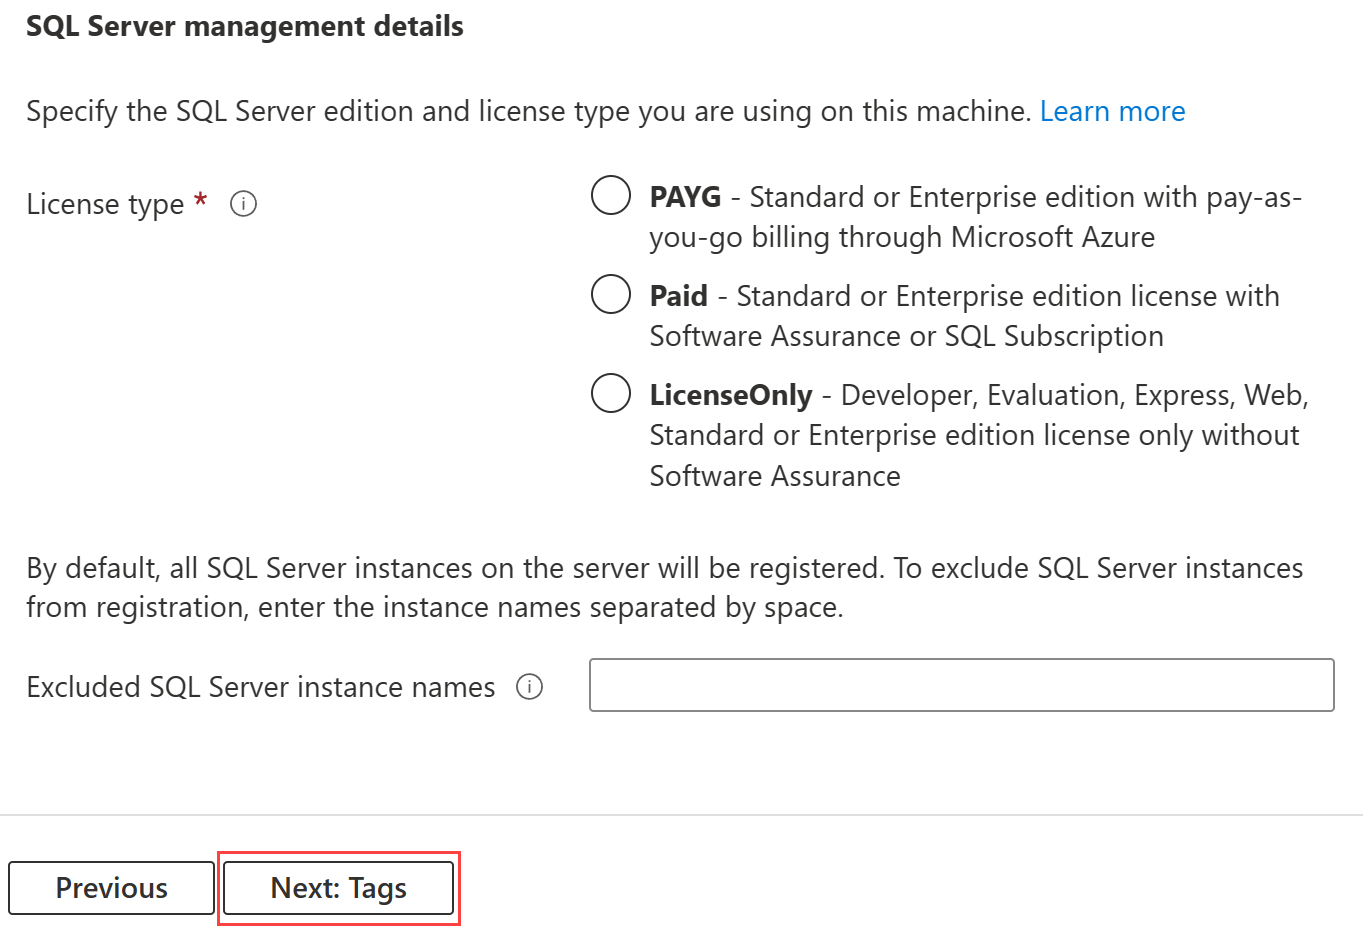 SQL Server management details
Specify the SQL Server edition and license type you are using on this machine. Learn more
License type *
PAYG - Standard or Enterprise edition with pay-as-
you-go billing through Microsoft Azure
Paid - Standard or Enterprise edition license with
Software Assurance or SQL Subscription
LicenseOnly - Developer, Evaluation, Express, Web,
Standard or Enterprise edition license only without
Software Assurance
By default, all SQL Server instances on the server will be registered. To exclude SQL Server instances
from registration, enter the instance names separated by space.
Excluded SQL Server instance names
Previous
Next: Tags